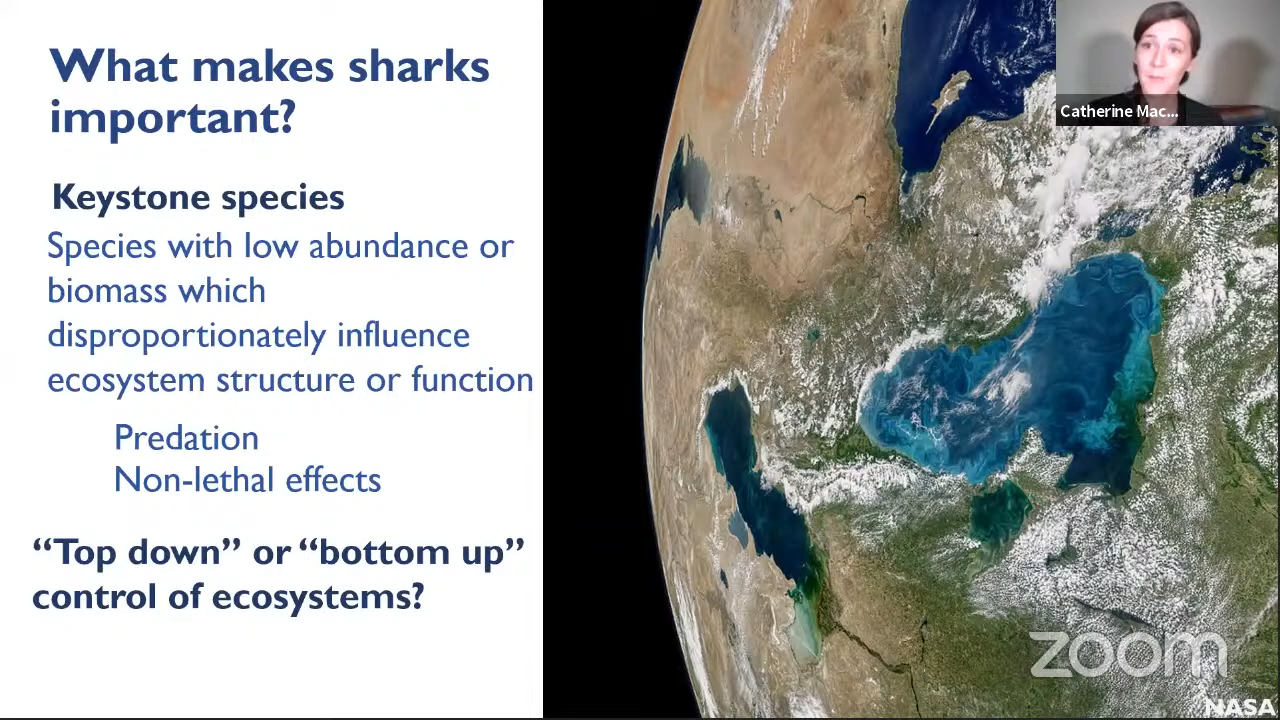 What makes sharks
important?
Keystone species
Species with low abundance or
biomass which
disproportionately influence
ecosystem structure or function
Predation
Non-lethal effects
“Top down” or “bottom up”
control of ecosystems?
Catherine Mac...
zoom
NASA